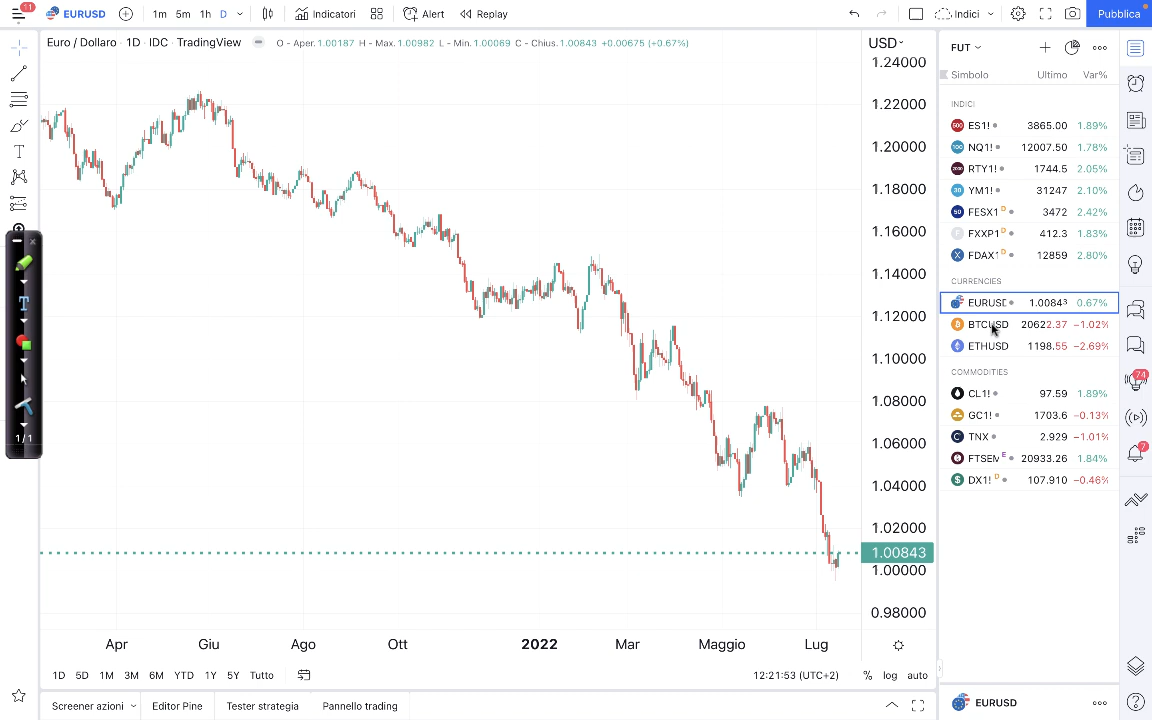 11 EURUSD 1m 5m 1h D Indicatori Alert Replay Indici Pubblica
Euro / Dollaro · 1D · IDC · TradingView O - Aper.1.00187 H - Max.1.00982 L - Min.1.00069 C - Chius.1.00843 +0.00675 (+0.67%)
USD
1.24000
1.22000
1.20000
1.18000
1.16000
1.14000
1.12000
1.10000
1.08000
1.06000
1.04000
1.02000
1.00843
1.00000
0.98000
Apr Giu Ago Ott 2022 Mar Maggio Lug
1D 5D 1M 3M 6M YTD 1Y 5Y Tutto 12:21:53 (UTC+2) % log auto
Screener azioni Editor Pine Tester strategia Pannello trading
T
T
1/1
FUT
Simbolo Ultimo Var%
INDICI
500 ES1! 3865.00 1.89%
100 NQ1! 12007.50 1.78%
2000 RTY1! 1744.5 2.05%
30 YM1! 31247 2.10%
50 FESX1 D 3472 2.42%
F FXXP1 D 412.3 1.83%
X FDAX1 D 12859 2.80%
CURRENCIES
EURUSD 1.00843 0.67%
BTCUSD 20622.37 −1.02%
ETHUSD 1198.55 −2.69%
COMMODITIES
CL1! 97.59 1.89%
GC1! 1703.6 −0.13%
TNX 2.929 −1.01%
FTSEM E 20933.26 1.84%
$ DX1! D 107.910 −0.46%
EURUSD
74
7